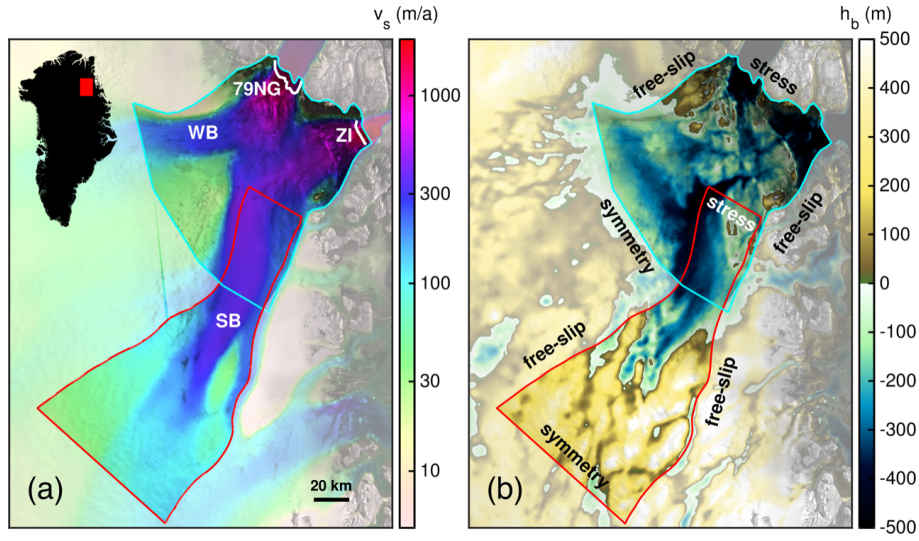 v_s (m/a)
h_b (m)
79NG
WB
ZI
SB
1000
300
100
30
10
(a)
20 km
free-slip
stress
stress
free-slip
symmetry
free-slip
free-slip
symmetry
(b)
500
400
300
200
100
0
-100
-200
-300
-400
-500